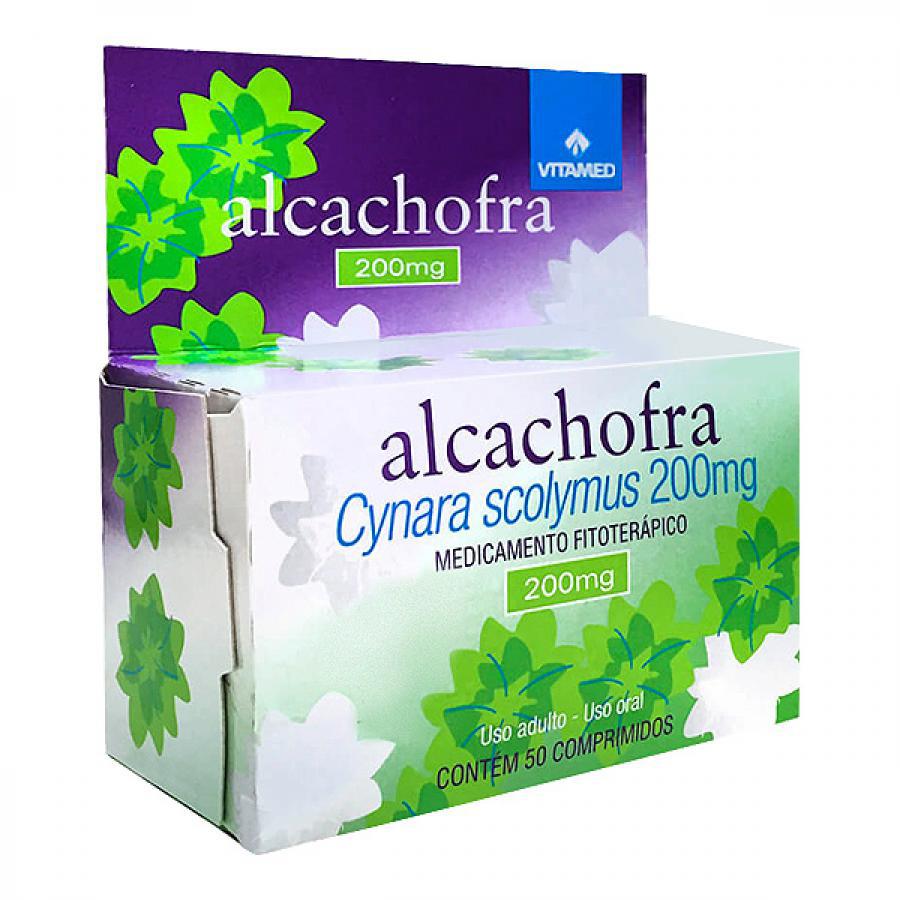 VITAMED
alcachofra
200mg
alcachofra
Cynara scolymus 200mg
MEDICAMENTO FITOTERÁPICO
200mg
Uso adulto - Uso oral
CONTÉM 50 COMPRIMIDOS